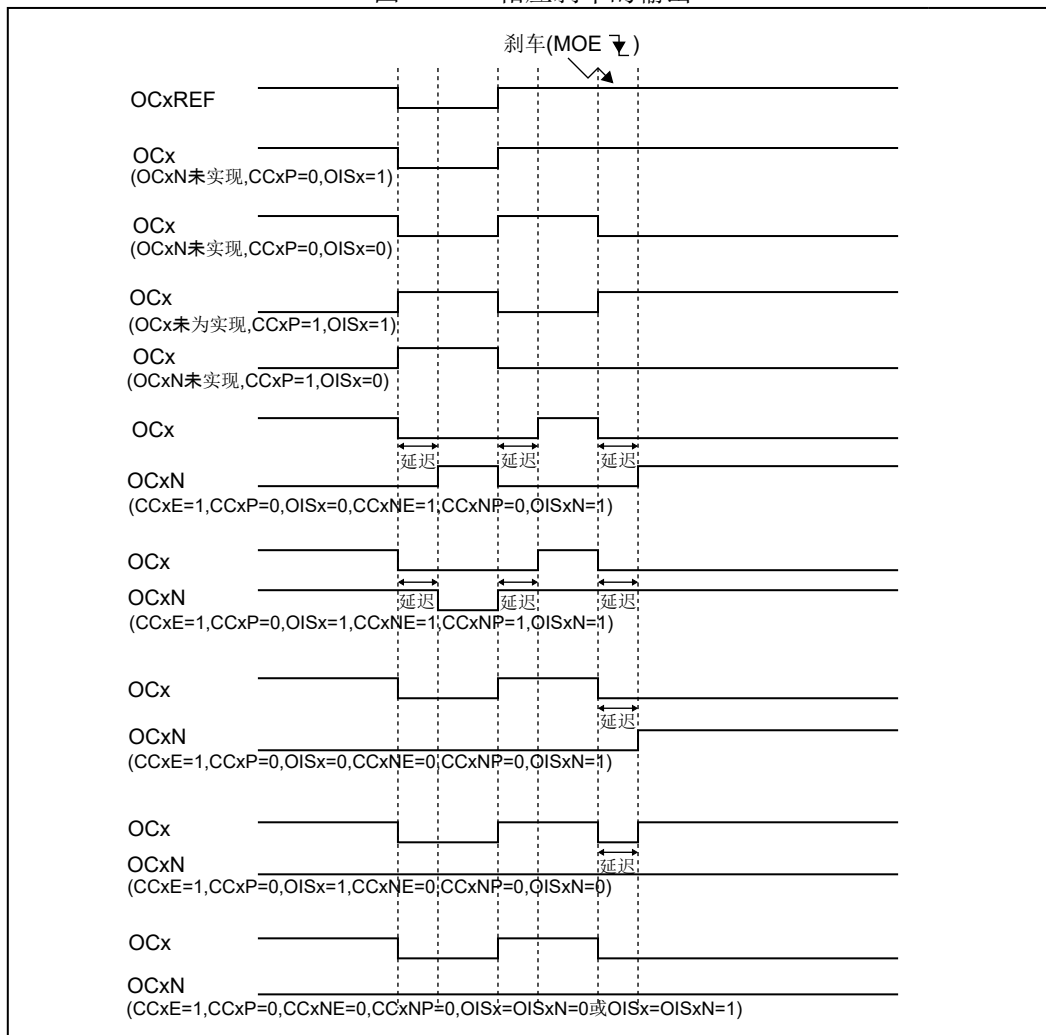 刹车(MOE )
OCxREF
OCx
(OCxN未实现,CCxP=0,OISx=1)
OCx
(OCxN未实现,CCxP=0,OISx=0)
OCx
(OCx未为实现,CCxP=1,OISx=1)
OCx
(OCxN未实现,CCxP=1,OISx=0)
OCx
延迟 延迟 延迟
OCxN
(CCxE=1,CCxP=0,OISx=0,CCxNE=1,CCxNP=0,OISxN=1)
OCx
OCxN
延迟 延迟 延迟
(CCxE=1,CCxP=0,OISx=1,CCxNE=1,CCxNP=1,OISxN=1)
OCx
延迟
OCxN
(CCxE=1,CCxP=0,OISx=0,CCxNE=0,CCxNP=0,OISxN=1)
OCx
OCxN
延迟
(CCxE=1,CCxP=0,OISx=1,CCxNE=0,CCxNP=0,OISxN=0)
OCx
OCxN
(CCxE=1,CCxP=0,CCxNE=0,CCxNP=0,OISx=OISxN=0或OISx=OISxN=1)